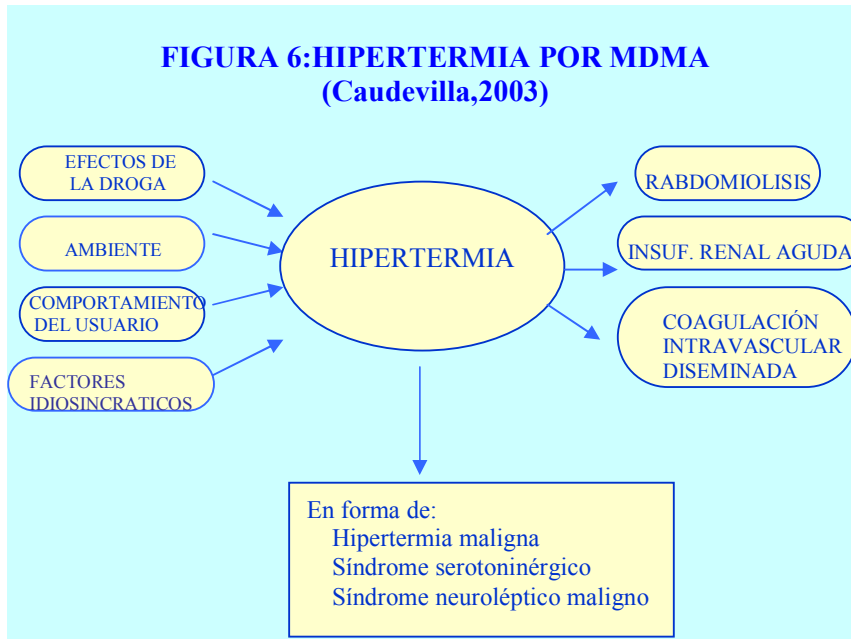 FIGURA 6:HIPERTERMIA POR MDMA
(Caudevilla,2003)
EFECTOS DE
LA DROGA
AMBIENTE
COMPORTAMIENTO
DEL USUARIO
FACTORES
IDIOSINCRATICOS
HIPERTERMIA
RABDOMIOLISIS
INSUF. RENAL AGUDA
COAGULACIÓN
INTRAVASCULAR
DISEMINADA
En forma de:
Hipertermia maligna
Síndrome serotoninérgico
Síndrome neuroléptico maligno